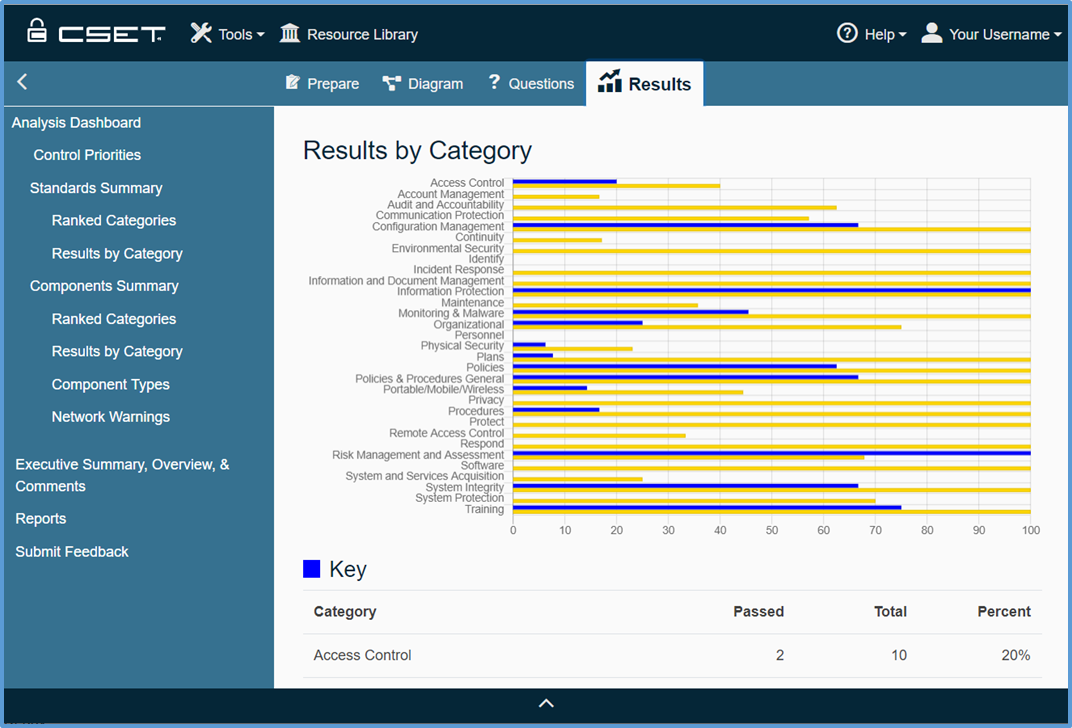 CSET
Tools
Resource Library
Help
Your Username
Prepare
Diagram
? Questions
Results
Analysis Dashboard
Control Priorities
Standards Summary
Ranked Categories
Results by Category
Components Summary
Ranked Categories
Results by Category
Component Types
Network Warnings
Executive Summary, Overview, &
Comments
Reports
Submit Feedback
Results by Category
Access Control
Account Management
Audit and Accountability
Communication Protection
Configuration Management
Continuity
Environmental Security
Identify
Incident Response
Information and Document Management
Information Protection
Maintenance
Monitoring & Malware
Organizational
Personnel
Physical Security
Plans
Policies
Policies & Procedures General
Portable/Mobile/Wireless
Privacy
Procedures
Protect
Remote Access Control
Respond
Risk Management and Assessment
Software
System and Services Acquisition
System Integrity
System Protection
Training
0 10 20 30 40 50 60 70 80 90 100
Key
Category Passed Total Percent
Access Control 2 10 20%